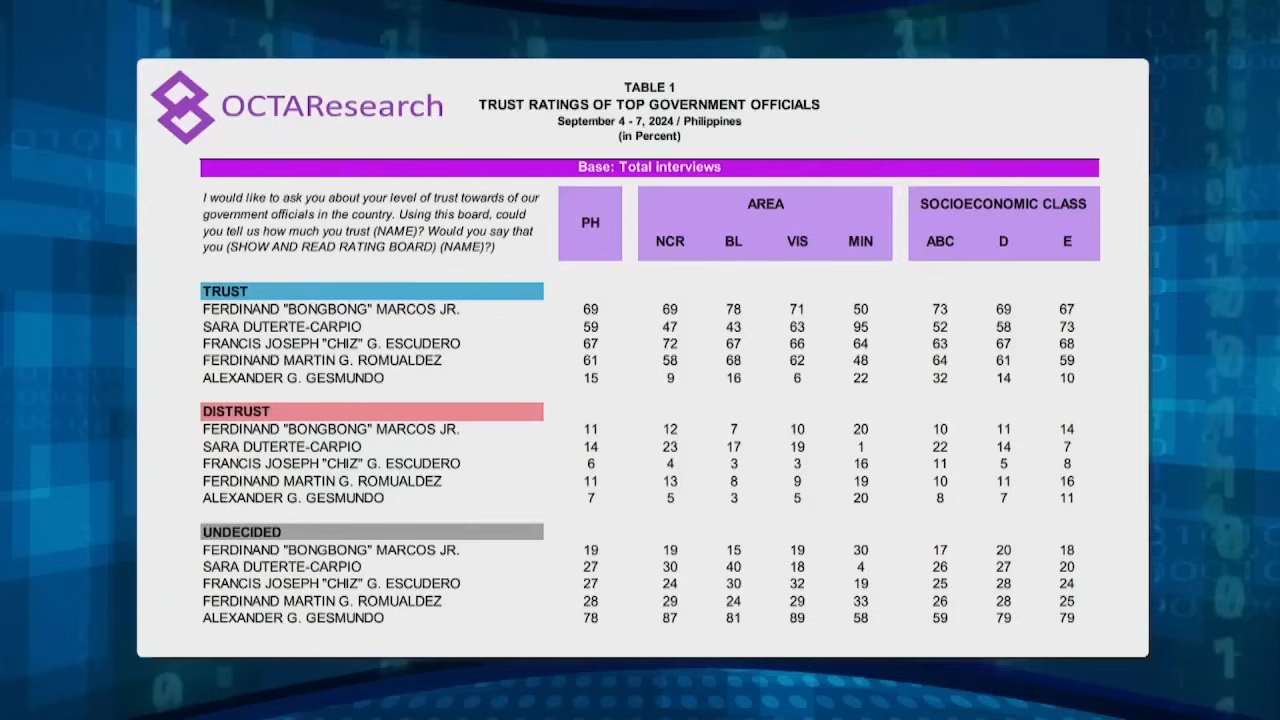 OCTAResearch
TABLE 1
TRUST RATINGS OF TOP GOVERNMENT OFFICIALS
September 4 - 7, 2024 / Philippines
(in Percent)
Base: Total Interviews
I would like to ask you about your level of trust towards of our
government officials in the country. Using this board, could
you tell us how much you trust (NAME)? Would you say that
you (SHOW AND READ RATING BOARD) (NAME)?)
PH
AREA
SOCIOECONOMIC CLASS
NCR BL VIS MIN ABC D E
TRUST
FERDINAND "BONGBONG" MARCOS JR. 69 69 78 71 50 73 69 67
SARA DUTERTE-CARPIO 59 47 43 63 95 52 58 73
FRANCIS JOSEPH "CHIZ" G. ESCUDERO 67 72 67 66 64 63 67 68
FERDINAND MARTIN G. ROMUALDEZ 61 58 68 62 48 64 61 59
ALEXANDER G. GESMUNDO 15 9 16 6 22 32 14 10
DISTRUST
FERDINAND "BONGBONG" MARCOS JR. 11 12 7 10 20 10 11 14
SARA DUTERTE-CARPIO 14 23 17 19 1 22 14 7
FRANCIS JOSEPH "CHIZ" G. ESCUDERO 6 4 3 3 16 11 5 8
FERDINAND MARTIN G. ROMUALDEZ 11 13 8 9 19 10 11 16
ALEXANDER G. GESMUNDO 7 5 3 5 20 8 7 11
UNDECIDED
FERDINAND "BONGBONG" MARCOS JR. 19 19 15 19 30 17 20 18
SARA DUTERTE-CARPIO 27 30 40 18 4 26 27 20
FRANCIS JOSEPH "CHIZ" G. ESCUDERO 27 24 30 32 19 25 28 24
FERDINAND MARTIN G. ROMUALDEZ 28 29 24 29 33 26 28 25
ALEXANDER G. GESMUNDO 78 87 81 89 58 59 79 79